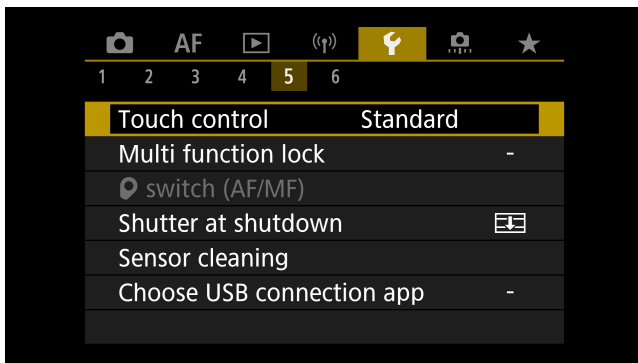 AF
1 2 3 4 5 6
Touch control Standard
Multi function lock -
switch (AF/MF)
Shutter at shutdown
Sensor cleaning
Choose USB connection app -